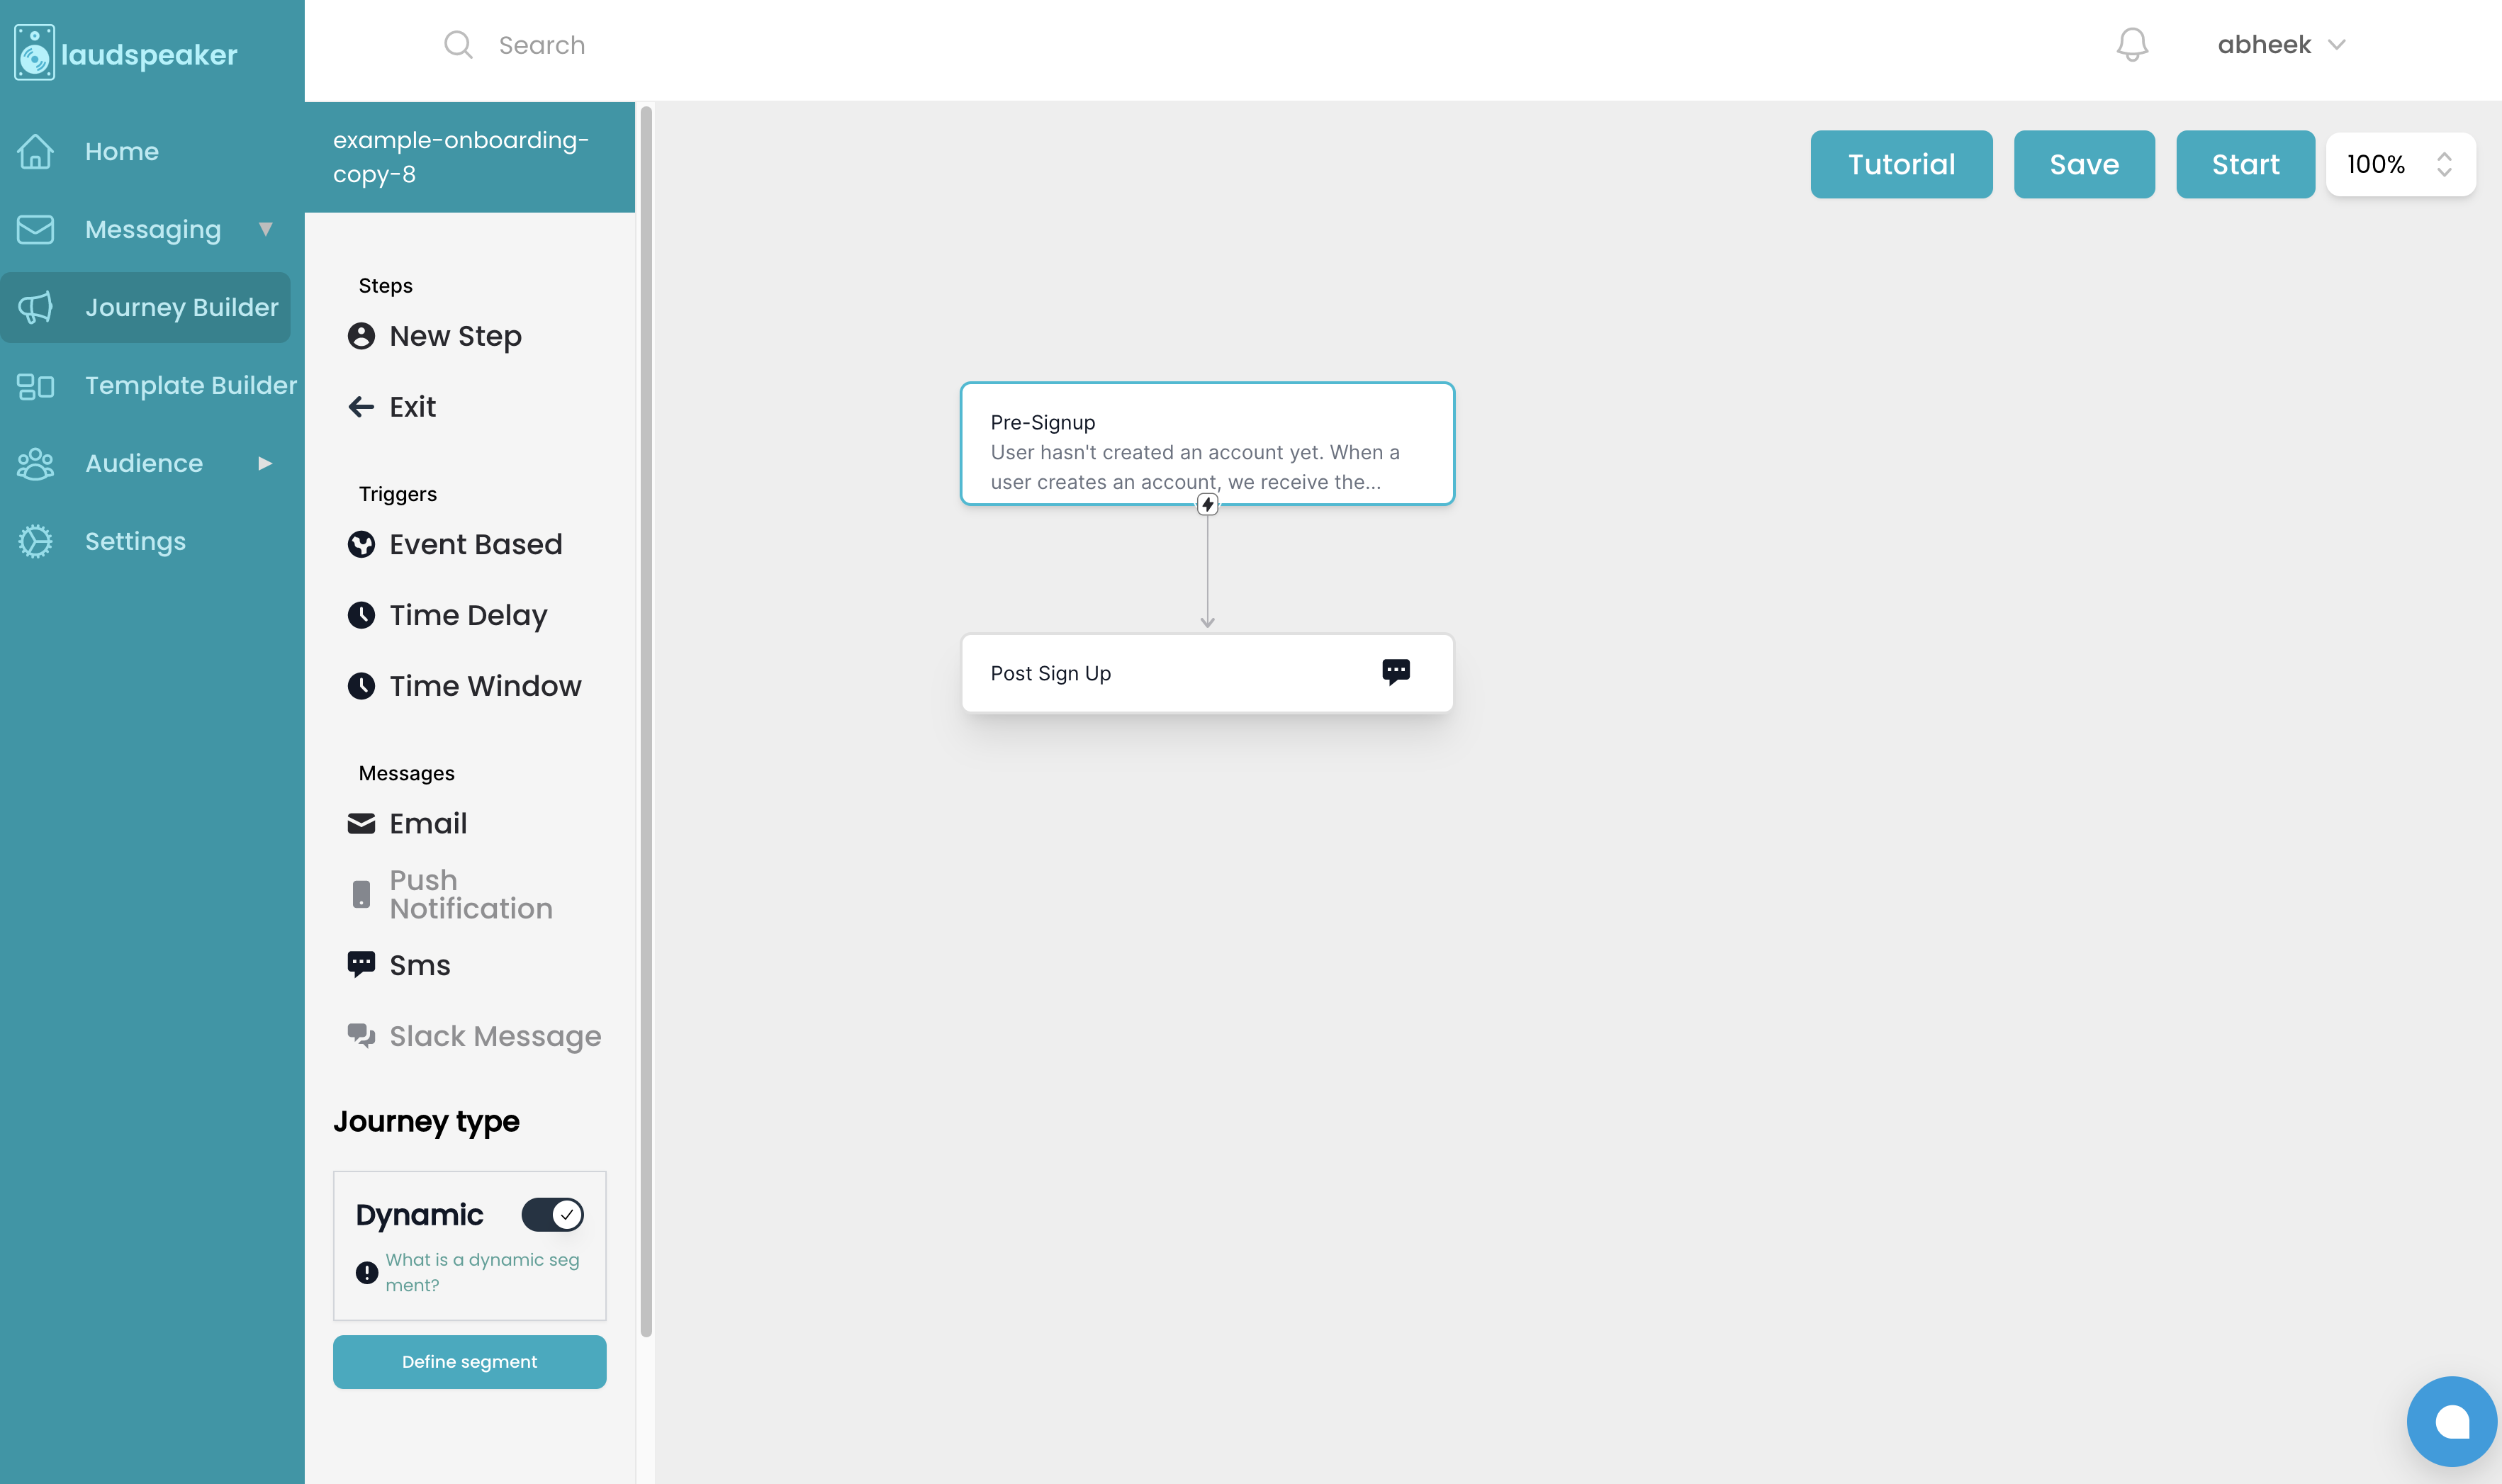 laudspeaker
Search
abheek
Home
Messaging
Journey Builder
Template Builder
Audience
Settings
example-onboarding-
copy-8
Steps
New Step
Exit
Triggers
Event Based
Time Delay
Time Window
Messages
Email
Push
Notification
Sms
Slack Message
Journey type
Dynamic
What is a dynamic seg
ment?
Define segment
Tutorial
Save
Start
100%
Pre-Signup
User hasn't created an account yet. When a
user creates an account, we receive the...
Post Sign Up